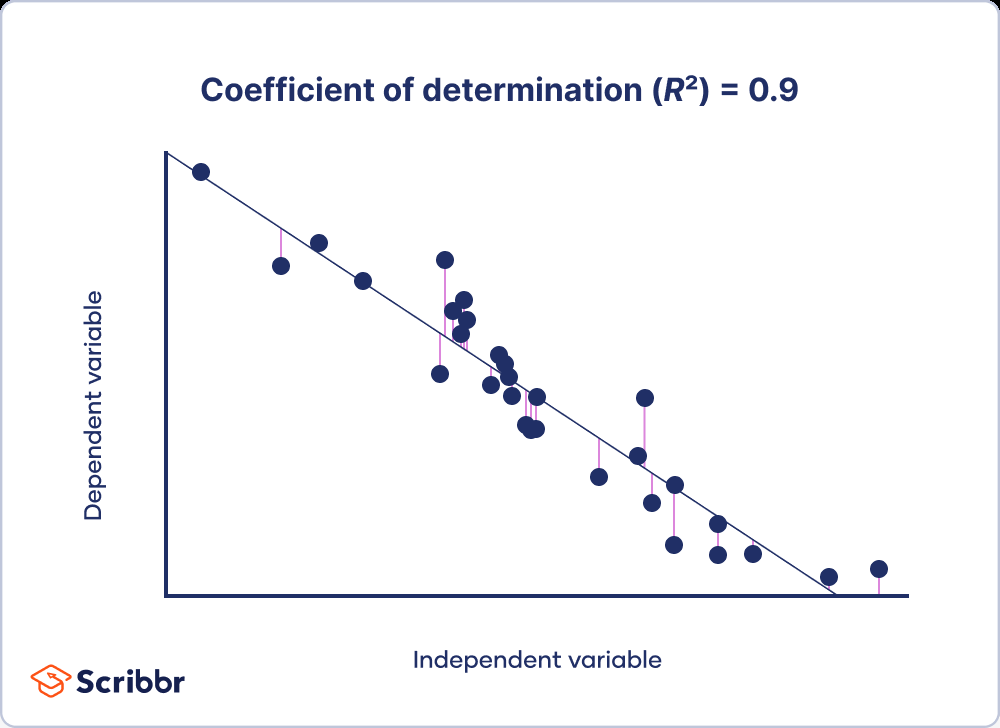 Coefficient of determination (R²) = 0.9
Dependent variable
Independent variable
Scribbr